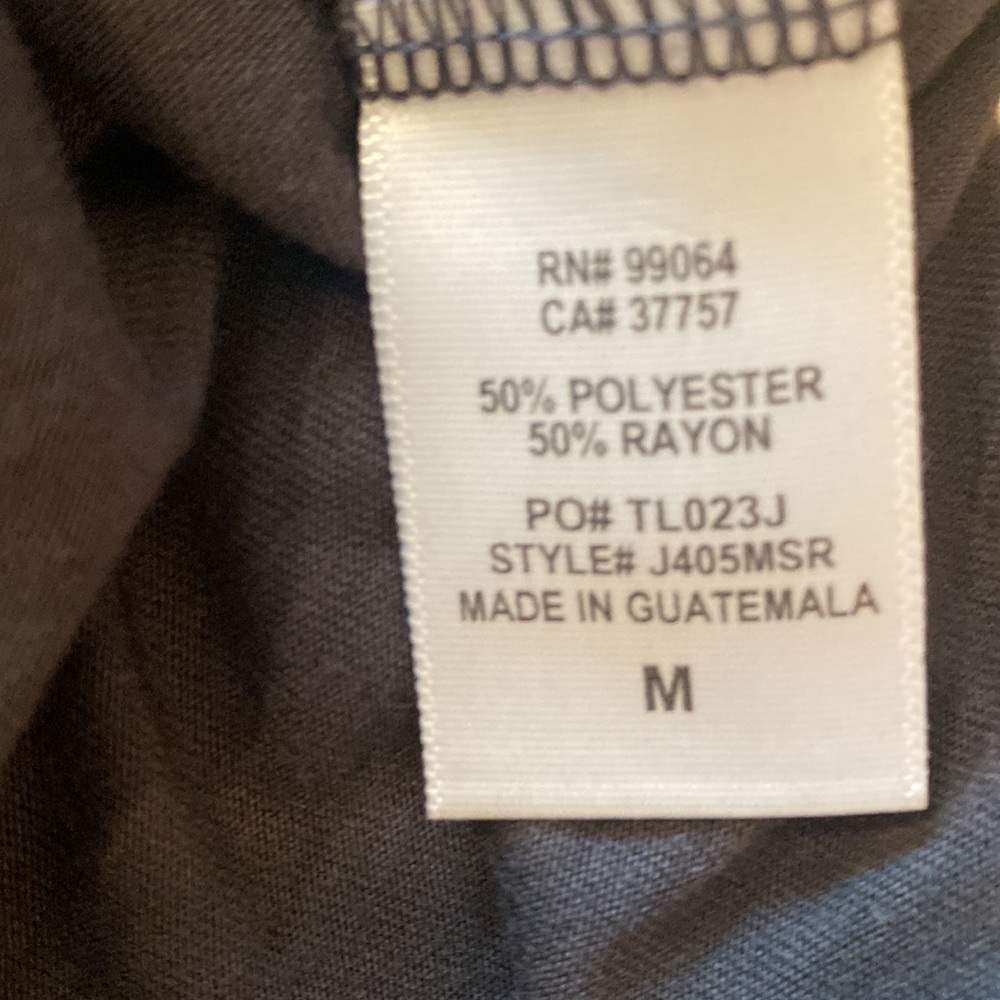 RN# 99064
CA# 37757
50% POLYESTER
50% RAYON
PO# TL023J
STYLE# J405MSR
MADE IN GUATEMALA
M